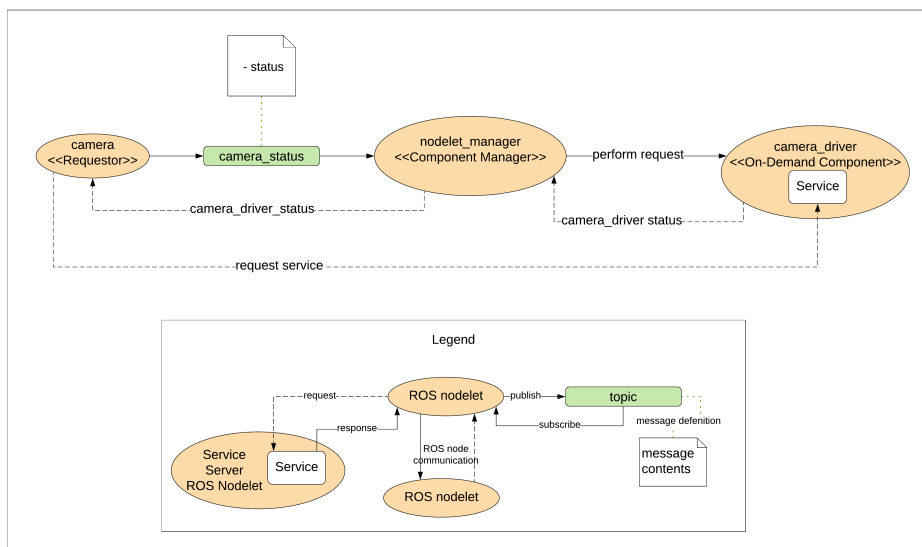 - status
camera
<<Requestor>>
camera_status
nodelet_manager
<<Component Manager>>
perform request
camera_driver
<<On-Demand Component>>
Service
camera_driver_status
camera_driver status
request service
Legend
request
ROS nodelet
publish
topic
response
subscribe
message defenition
Service
Server
ROS Nodelet
Service
ROS node
communication
message
contents
ROS nodelet